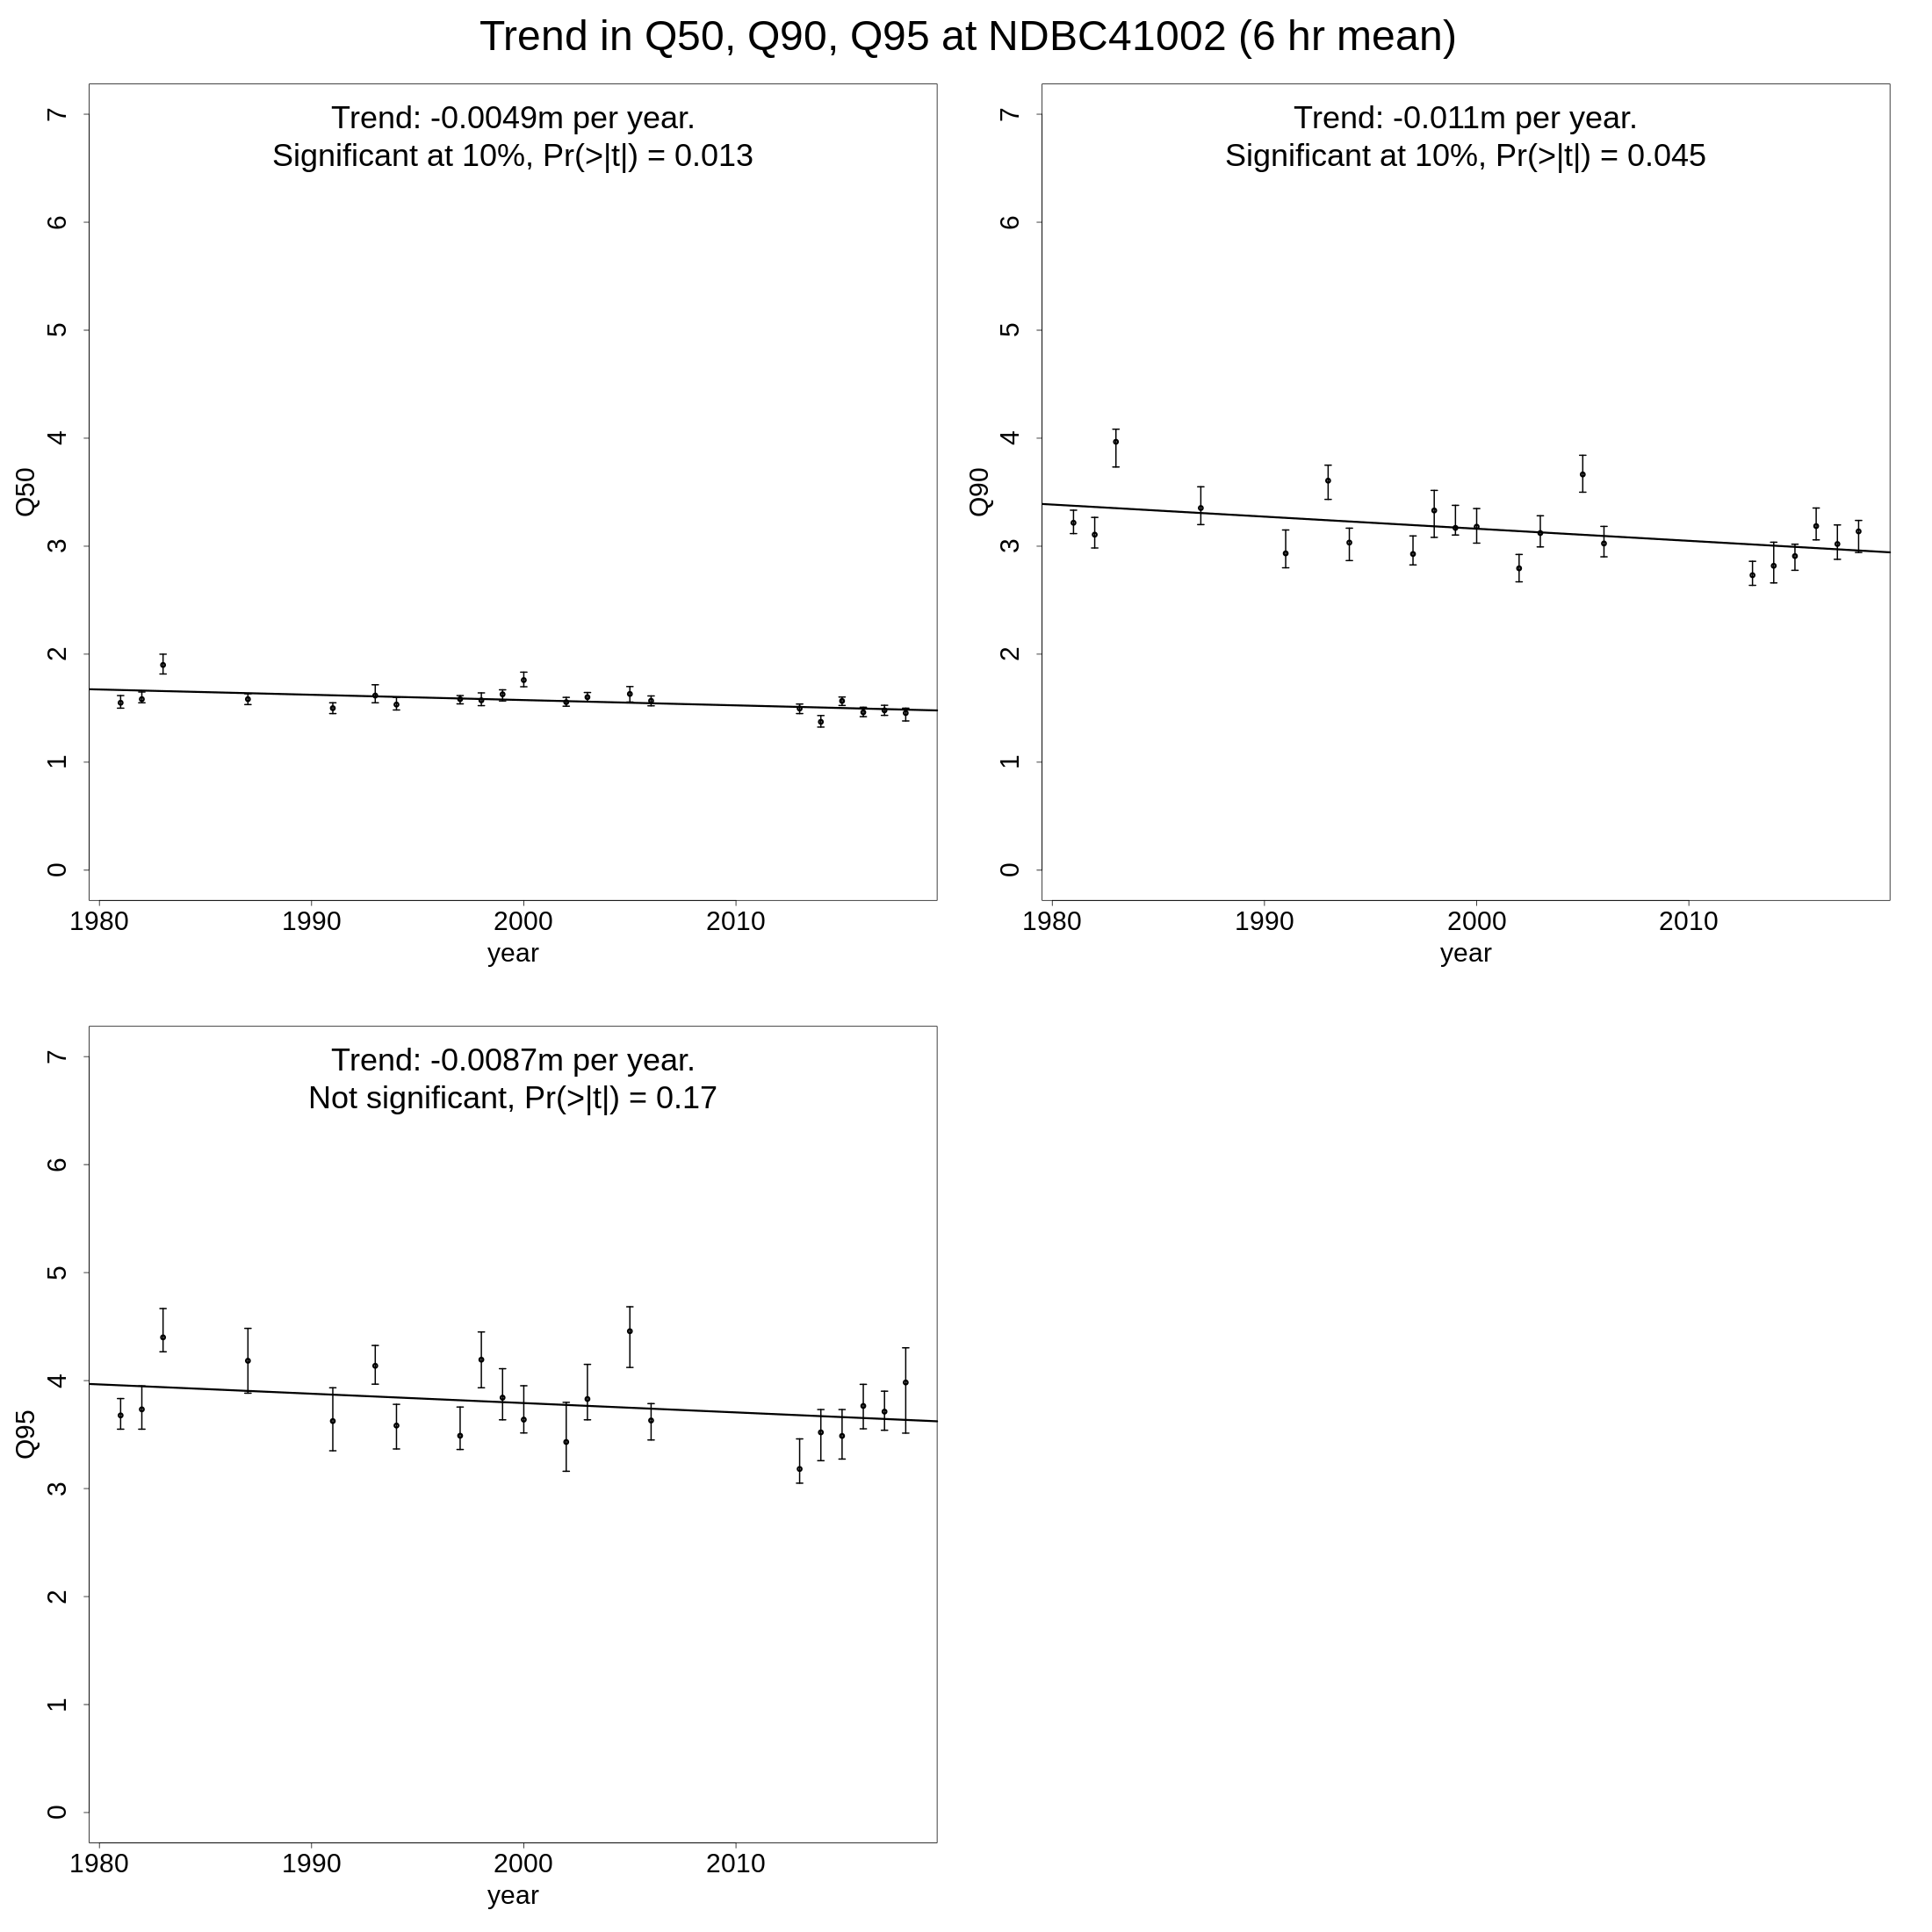 Trend in Q50, Q90, Q95 at NDBC41002 (6 hr mean)
Trend: -0.0049m per year.
Significant at 10%, Pr(>|t|) = 0.013
7
6
5
4
3
2
1
0
Q50
1980
1990
2000
2010
year
Trend: -0.011m per year.
Significant at 10%, Pr(>|t|) = 0.045
7
6
5
4
3
2
1
0
Q90
1980
1990
2000
2010
year
Trend: -0.0087m per year.
Not significant, Pr(>|t|) = 0.17
7
6
5
4
3
2
1
0
Q95
1980
1990
2000
2010
year